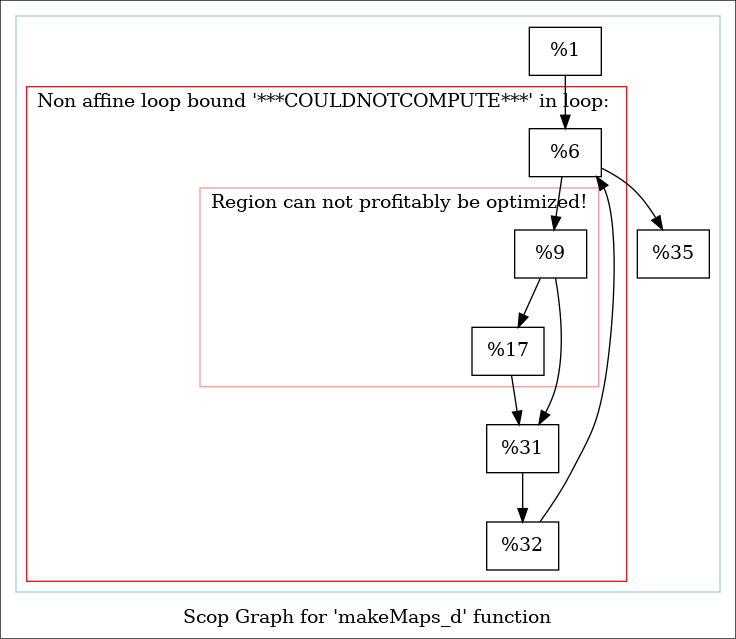 %1
Non affine loop bound '***COULDNOTCOMPUTE***' in loop:
%6
Region can not profitably be optimized!
%9
%35
%17
%31
%32
Scop Graph for 'makeMaps_d' function